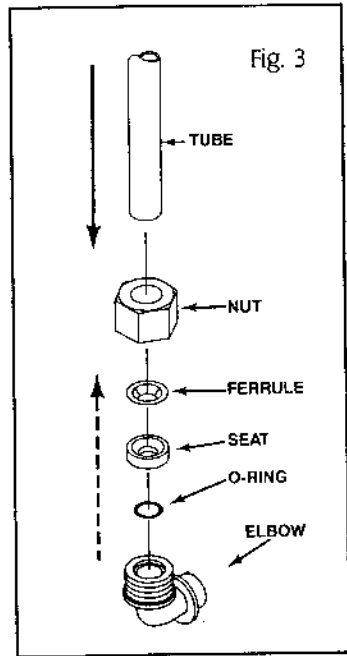 Fig. 3
TUBE
NUT
FERRULE
SEAT
O-RING
ELBOW